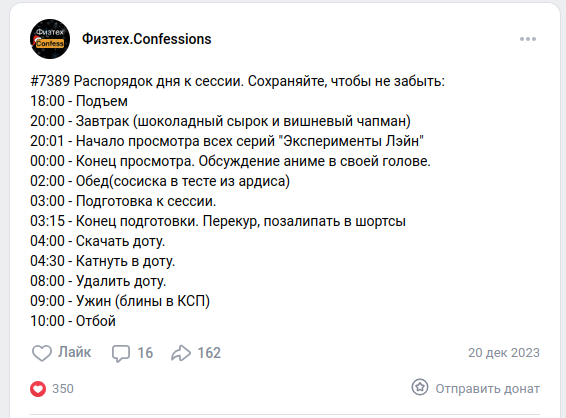 Физтех
Confess
Физтех.Confessions
#7389 Распорядок дня к сессии. Сохраняйте, чтобы не забыть:
18:00 - Подъем
20:00 - Завтрак (шоколадный сырок и вишневый чапман)
20:01 - Начало просмотра всех серий "Эксперименты Лэйн"
00:00 - Конец просмотра. Обсуждение аниме в своей голове.
02:00 - Обед(сосиска в тесте из ардиса)
03:00 - Подготовка к сессии.
03:15 - Конец подготовки. Перекур, позалипать в шортсы
04:00 - Скачать доту.
04:30 - Катнуть в доту.
08:00 - Удалить доту.
09:00 - Ужин (блины в КСП)
10:00 - Отбой
Лайк 16 162 20 дек 2023
350 Отправить донат